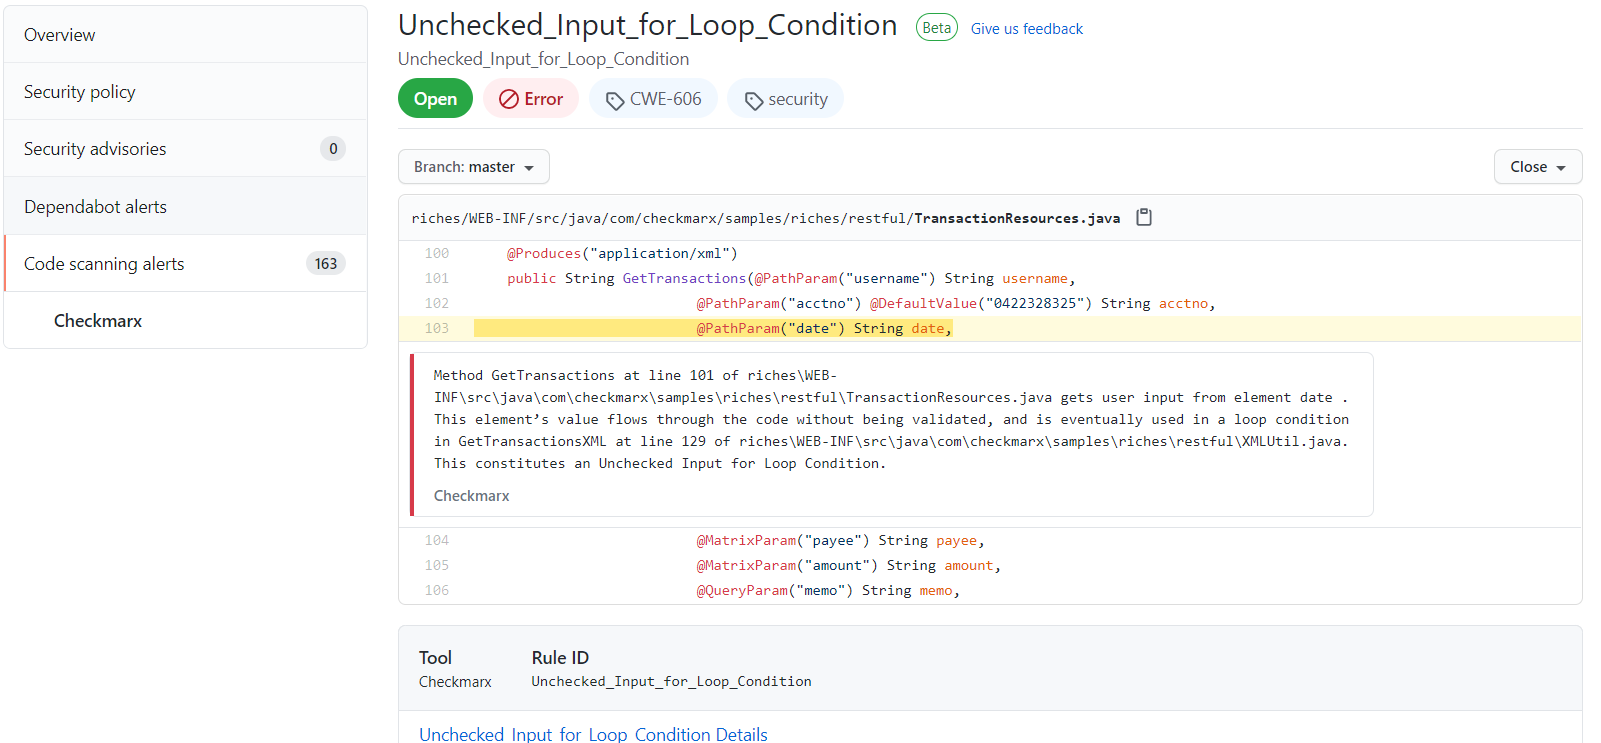 Overview
Security policy
Security advisories 0
Dependabot alerts
Code scanning alerts 163
Checkmarx
Unchecked_Input_for_Loop_Condition Beta Give us feedback
Unchecked_Input_for_Loop_Condition
Open Error CWE-606 security
Branch: master Close
riches/WEB-INF/src/java/com/checkmarx/samples/riches/restful/TransactionResources.java
100 @Produces("application/xml")
101 public String GetTransactions(@PathParam("username") String username,
102 @PathParam("acctno") @DefaultValue("0422328325") String acctno,
103 @PathParam("date") String date,
Method GetTransactions at line 101 of riches\WEB-
INF\src\java\com\checkmarx\samples\riches\restful\TransactionResources.java gets user input from element date .
This element’s value flows through the code without being validated, and is eventually used in a loop condition
in GetTransactionsXML at line 129 of riches\WEB-INF\src\java\com\checkmarx\samples\riches\restful\XMLUtil.java.
This constitutes an Unchecked Input for Loop Condition.
Checkmarx
104 @MatrixParam("payee") String payee,
105 @MatrixParam("amount") String amount,
106 @QueryParam("memo") String memo,
Tool Rule ID
Checkmarx Unchecked_Input_for_Loop_Condition
Unchecked_Input_for_Loop_Condition Details